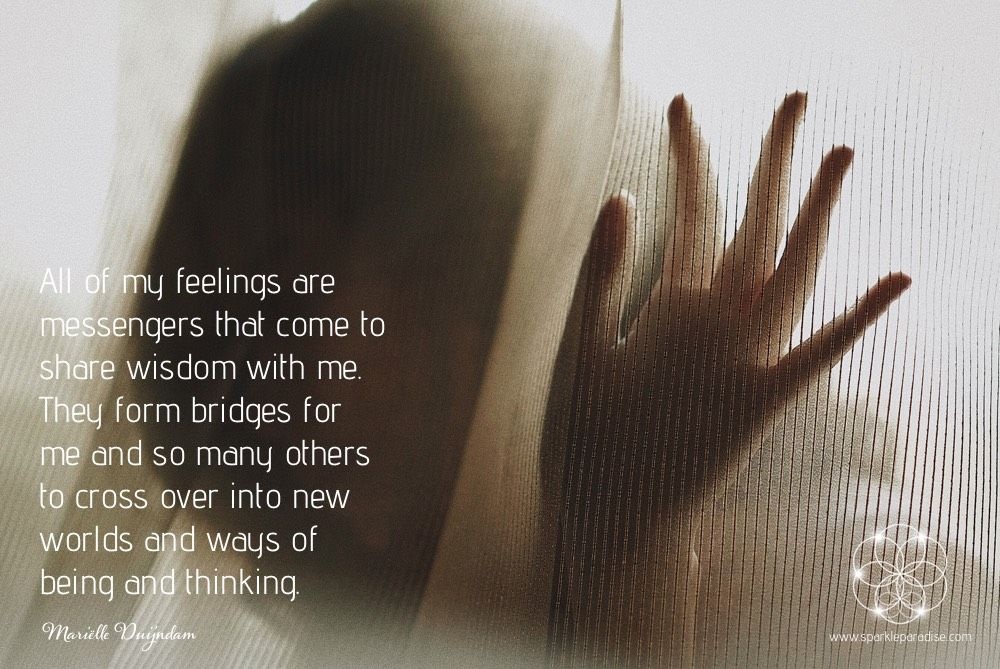 All of my feelings are
messengers that come to
share wisdom with me.
They form bridges for
me and so many others
to cross over into new
worlds and ways of
being and thinking.
Mariëlle Duijndam
www.sparkleparadise.com